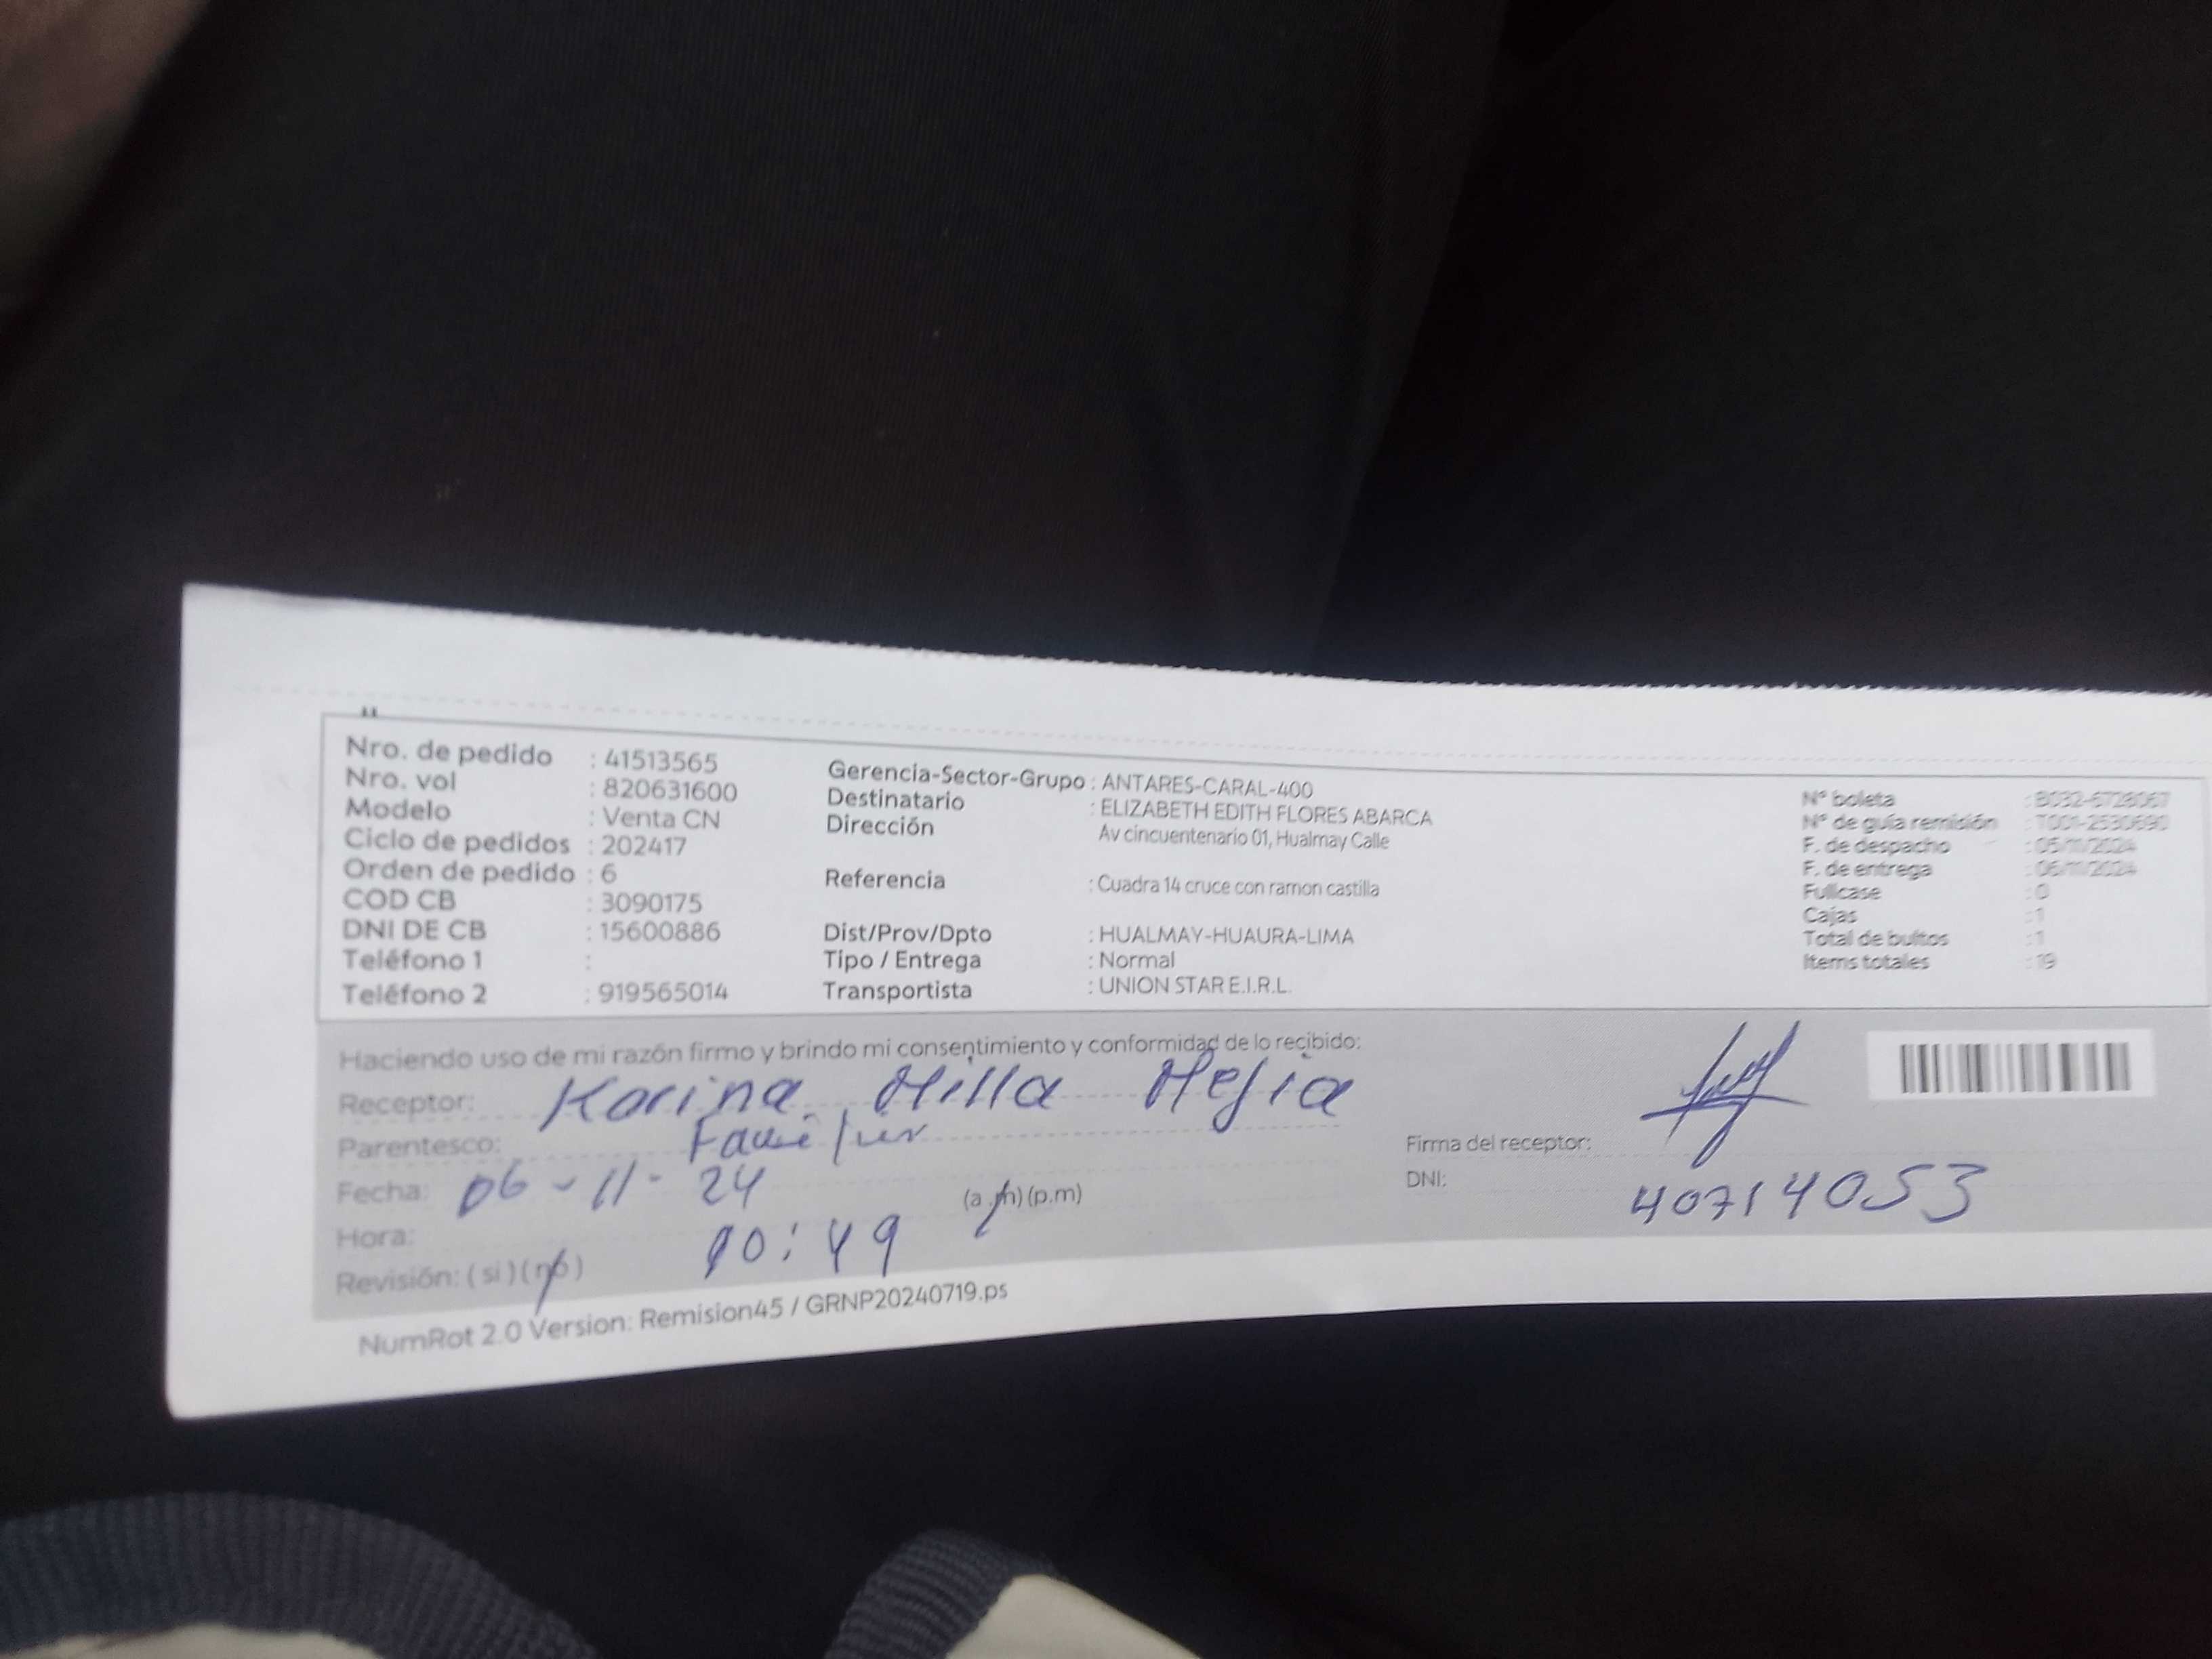 Nro. de pedido : 41513565
Nro. vol : 820631600
Modelo : Venta CN
Ciclo de pedidos : 202417
Orden de pedido : 6
COD CB : 3090175
DNI DE CB : 15600886
Teléfono 1 :
Teléfono 2 : 919565014
Gerencia-Sector-Grupo : ANTARES-CARAL-400
Destinatario : ELIZABETH EDITH FLORES ABARCA
Dirección Av cincuentenario 01, Hualmay Calle
Referencia : Cuadra 14 cruce con ramon castilla
Dist/Prov/Dpto : HUALMAY-HUAURA-LIMA
Tipo / Entrega : Normal
Transportista : UNION STAR E.I.R.L.
N° boleta :
N° de guía remisión :
F. de despacho : 05/11/2024
F. de entrega : 06/11/2024
Fullcase : 0
Cajas : 1
Total de bultos : 1
Items totales : 19
Haciendo uso de mi razón firmo y brindo mi consentimiento y conformidad de lo recibido:
Receptor: Karina Milla Mejia
Parentesco:
Fecha: 06-11-24 (a.m) (p.m)
Hora: 10:49
Revisión: (si) (no)
Firma del receptor:
DNI: 40714053
NumRot 2.0 Version: Remision45 / GRNP20240719.ps